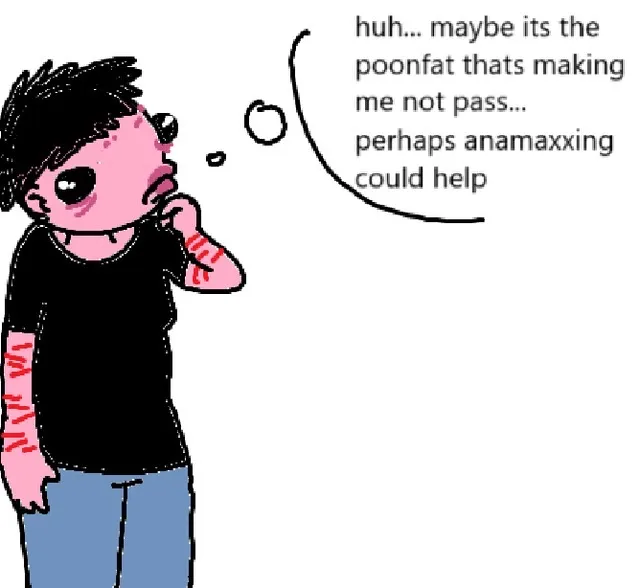 huh... maybe its the
poonfat thats making
me not pass...
perhaps anamaxxing
could help